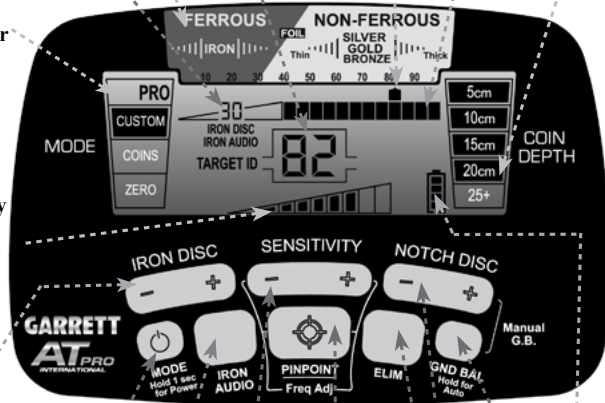 FERROUS
NON-FERROUS
IRON
FOIL
Thin
SILVER
GOLD
BRONZE
Thick
10 20 30 40 50 60 70 80 90
PRO
CUSTOM
COINS
ZERO
MODE
30
IRON DISC
IRON AUDIO
TARGET ID
82
5cm
10cm
15cm
20cm
25+
COIN
DEPTH
IRON DISC
SENSITIVITY
NOTCH DISC
- +
- +
- +
GARRETT
AT PRO
INTERNATIONAL
MODE
Hold 1 sec
for Power
IRON
AUDIO
PINPOINT
Freq Adj
ELIM
GND BAL
Hold for
Auto
Manual
G.B.